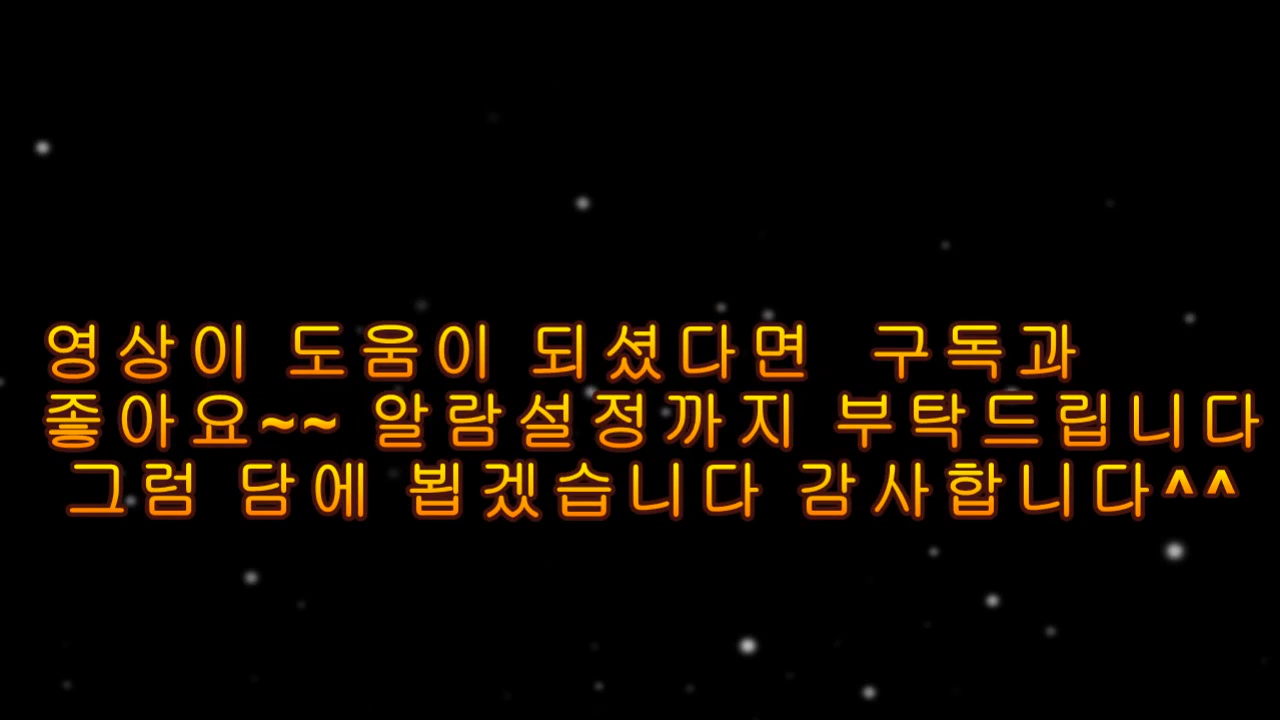 영상이 도움이 되셨다면 구독과
좋아요~~ 알람설정까지 부탁드립니다
그럼 담에 뵙겠습니다 감사합니다^^